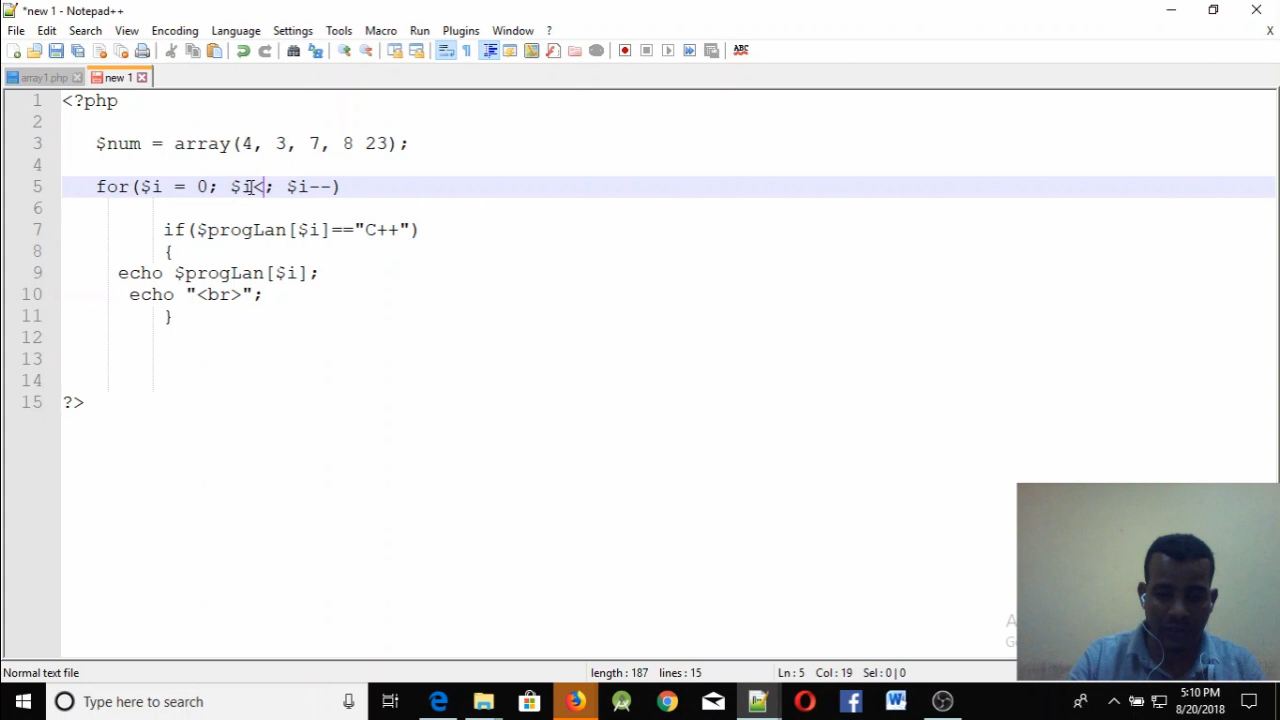 *new 1 - Notepad++
File Edit Search View Encoding Language Settings Tools Macro Run Plugins Window ? X
ABC
array1.php new 1
1 <?php
2
3 $num = array(4, 3, 7, 8 23);
4
5 for($i = 0; $i<; $i--)
6
7 if($progLan[$i]=="C++")
8 {
9 echo $progLan[$i];
10 echo "<br>";
11 }
12
13
14
15 ?>
Normal text file length : 187 lines : 15 Ln : 5 Col : 19 Sel : 0 | 0
Type here to search
5:10 PM
8/20/2018